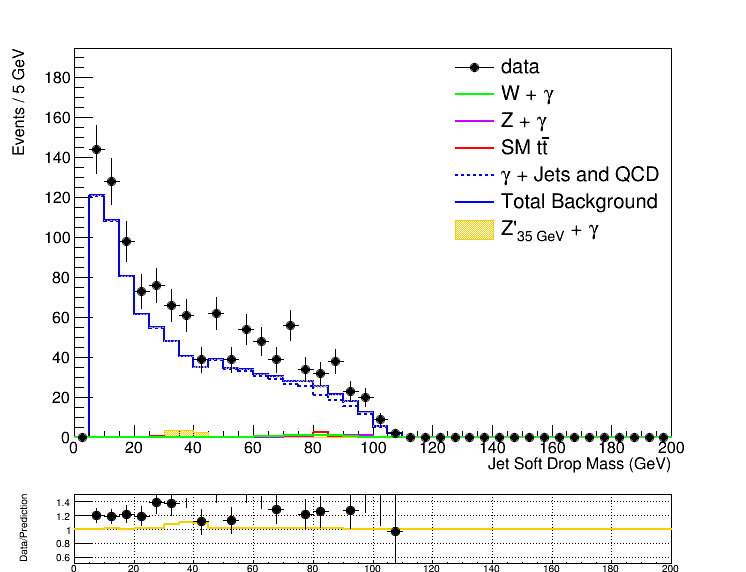 Events / 5 GeV
180
160
140
120
100
80
60
40
20
0
data
W + γ
Z + γ
SM tt̄
γ + Jets and QCD
Total Background
Z'35 GeV + γ
0 20 40 60 80 100 120 140 160 180 200
Jet Soft Drop Mass (GeV)
Data/Prediction
1.4
1.2
1
0.8
0.6
0 20 40 60 80 100 120 140 160 180 200